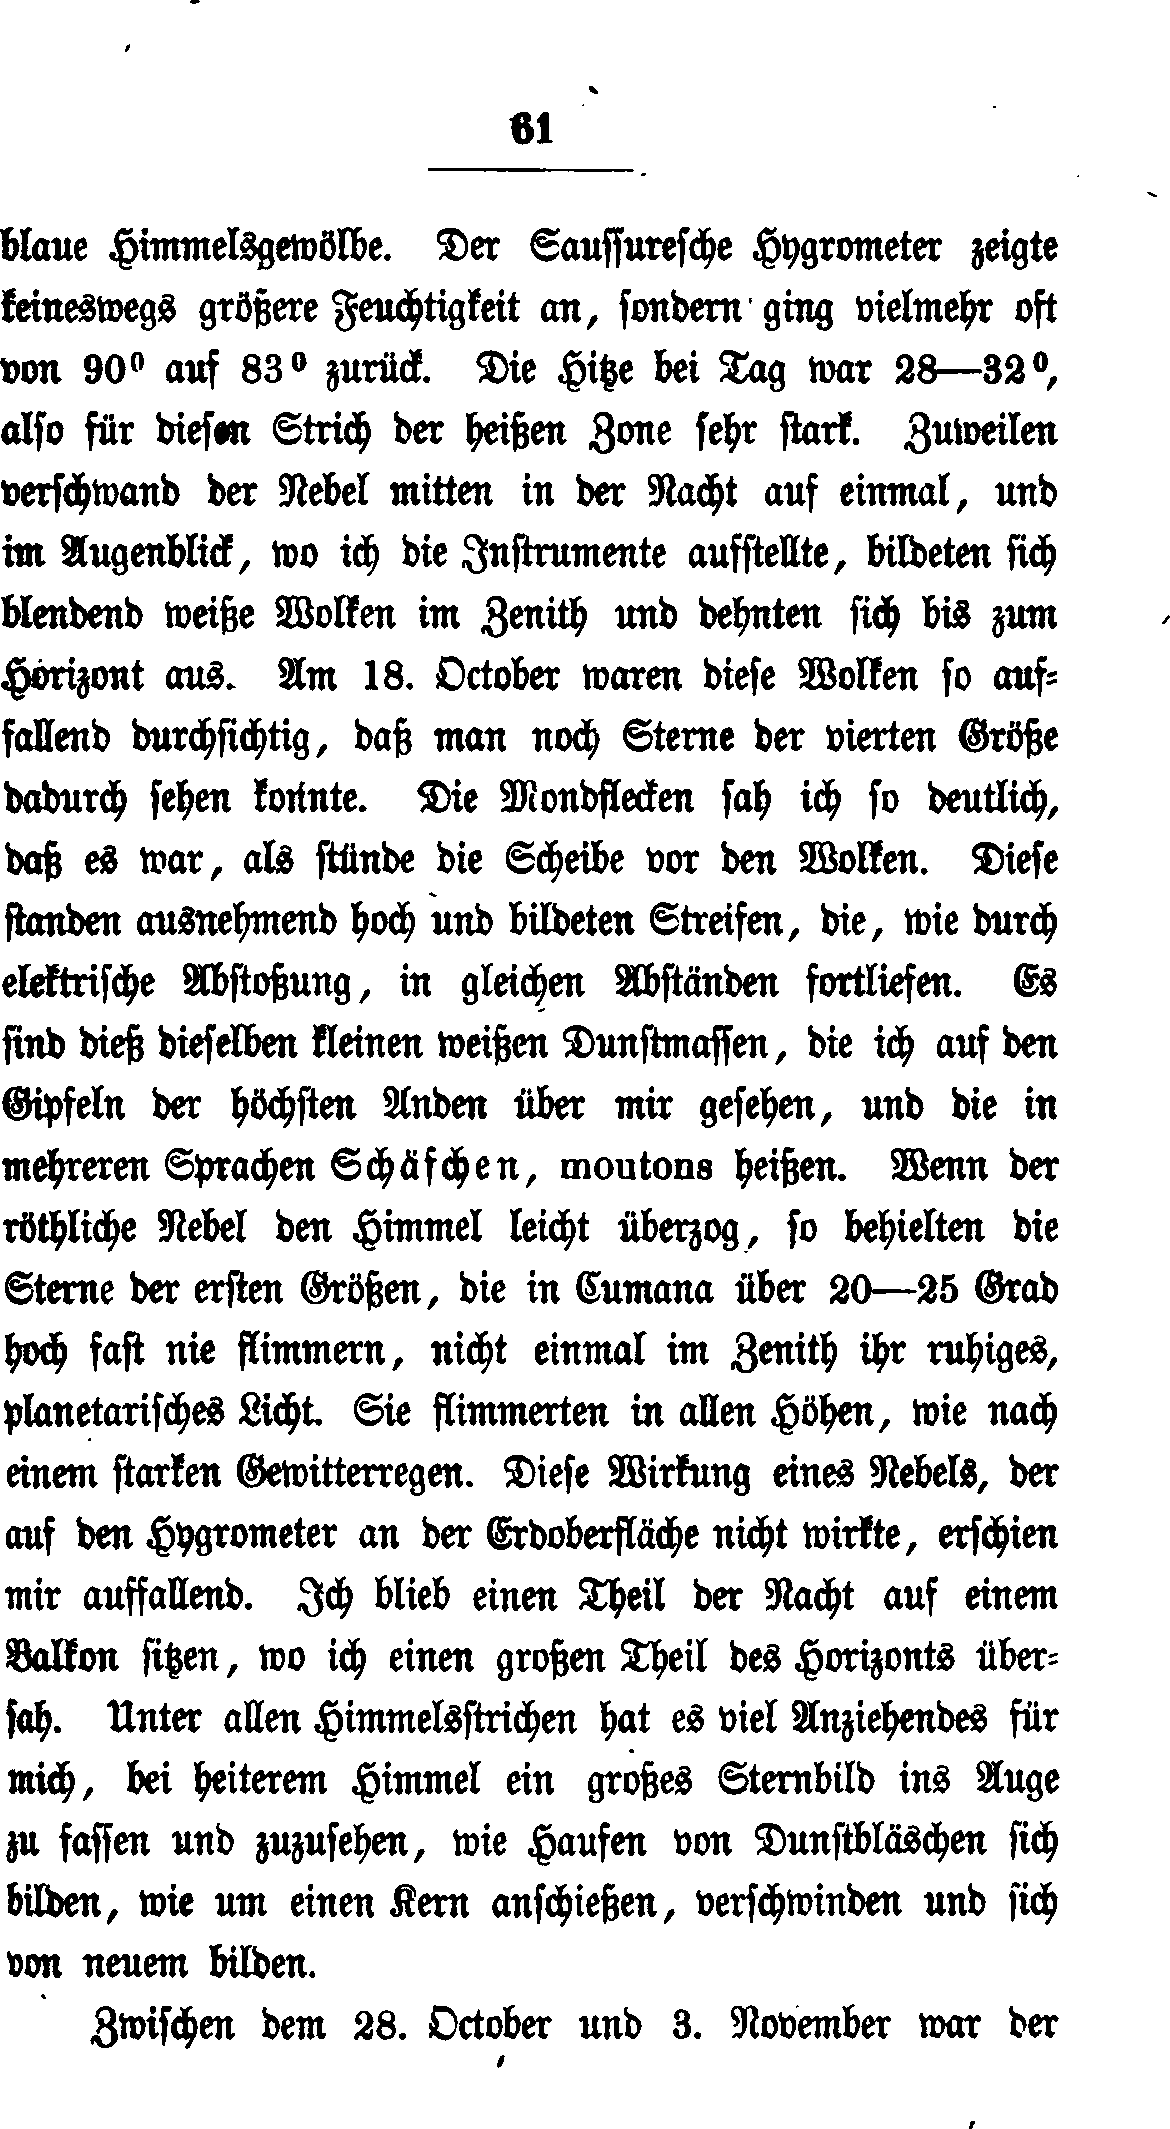 61
blaue Himmelsgewölbe. Der Saussuresche Hygrometer zeigte
keineswegs größere Feuchtigkeit an, sondern ging vielmehr oft
von 90⁰ auf 83⁰ zurück. Die Hitze bei Tag war 28—32⁰,
also für diesen Strich der heißen Zone sehr stark. Zuweilen
verschwand der Nebel mitten in der Nacht auf einmal, und
im Augenblick, wo ich die Instrumente aufstellte, bildeten sich
blendend weiße Wolken im Zenith und dehnten sich bis zum
Horizont aus. Am 18. October waren diese Wolken so auf-
fallend durchsichtig, daß man noch Sterne der vierten Größe
dadurch sehen konnte. Die Mondflecken sah ich so deutlich,
daß es war, als stünde die Scheibe vor den Wolken. Diese
standen ausnehmend hoch und bildeten Streifen, die, wie durch
elektrische Abstoßung, in gleichen Abständen fortliefen. Es
sind dieß dieselben kleinen weißen Dunstmassen, die ich auf den
Gipfeln der höchsten Anden über mir gesehen, und die in
mehreren Sprachen Schäfchen, moutons heißen. Wenn der
röthliche Nebel den Himmel leicht überzog, so behielten die
Sterne der ersten Größen, die in Cumana über 20—25 Grad
hoch fast nie flimmern, nicht einmal im Zenith ihr ruhiges,
planetarisches Licht. Sie flimmerten in allen Höhen, wie nach
einem starken Gewitterregen. Diese Wirkung eines Nebels, der
auf den Hygrometer an der Erdoberfläche nicht wirkte, erschien
mir auffallend. Ich blieb einen Theil der Nacht auf einem
Balkon sitzen, wo ich einen großen Theil des Horizonts über-
sah. Unter allen Himmelsstrichen hat es viel Anziehendes für
mich, bei heiterem Himmel ein großes Sternbild ins Auge
zu fassen und zuzusehen, wie Haufen von Dunstbläschen sich
bilden, wie um einen Kern anschießen, verschwinden und sich
von neuem bilden.
Zwischen dem 28. October und 3. November war der